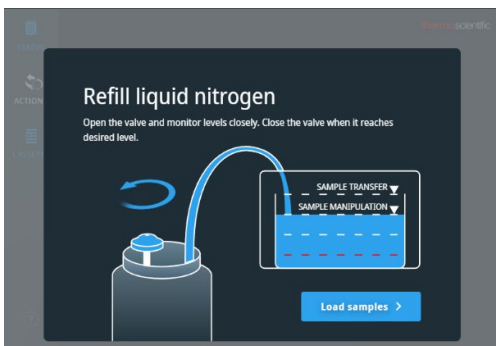 thermoscientific
ACTION
Refill liquid nitrogen
Open the valve and monitor levels closely. Close the valve when it reaches
desired level.
SAMPLE TRANSFER
SAMPLE MANIPULATION
Load samples